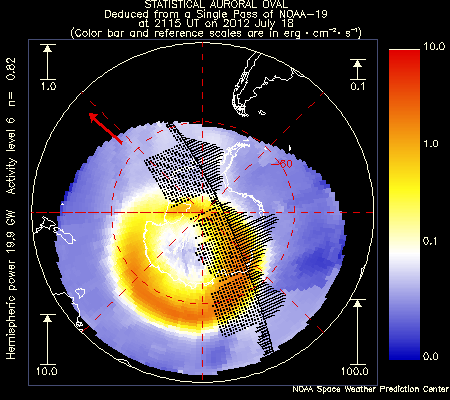 STATISTICAL AURORAL OVAL
Deduced from a Single Pass of NOAA-19
at 2115 UT on 2012 July 18
(Color bar and reference scales are in erg · cm⁻² · s⁻¹)
Hemispheric power 19.9 GW Activity level 6 n= 0.82
1.0
0.1
10.0
100.0
-60
10.0
1.0
0.1
0.0
NOAA Space Weather Prediction Center